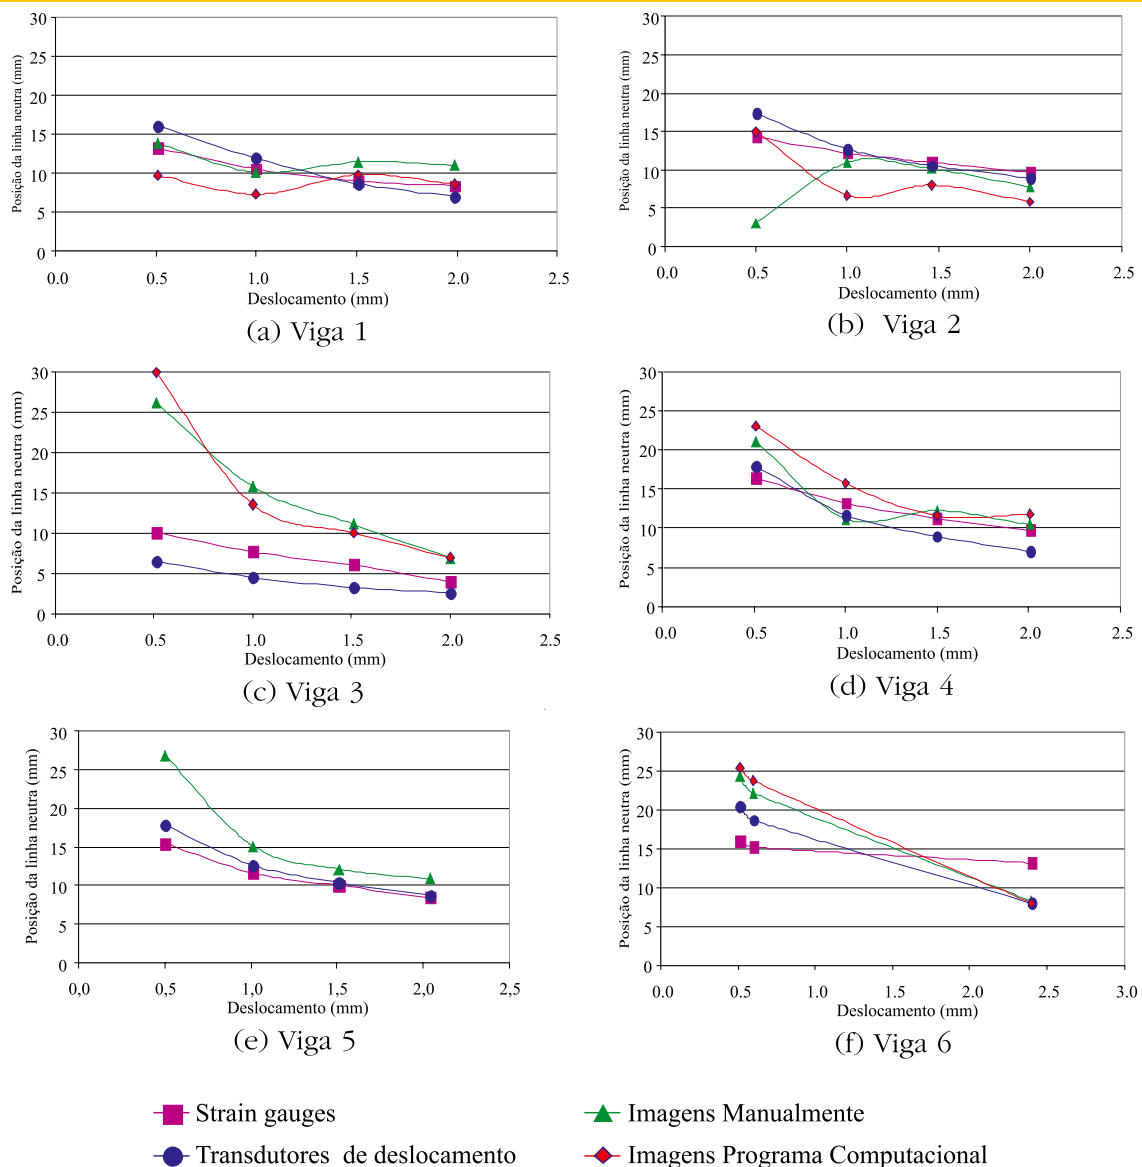 30
25
20
15
10
5
0
Posição da linha neutra (mm)
0.0 0.5 1.0 1.5 2.0 2.5
Deslocamento (mm)
(a) Viga 1
30
25
20
15
10
5
0
Posição da linha neutra (mm)
0.0 0.5 1.0 1.5 2.0 2.5
Deslocamento (mm)
(b) Viga 2
30
25
20
15
10
5
0
Posição da linha neutra (mm)
0.0 0.5 1.0 1.5 2.0 2.5
Deslocamento (mm)
(c) Viga 3
30
25
20
15
10
5
0
Posição da linha neutra (mm)
0.0 0.5 1.0 1.5 2.0 2.5
Deslocamento (mm)
(d) Viga 4
30
25
20
15
10
5
0
Posição da linha neutra (mm)
0,0 0,5 1,0 1,5 2,0 2,5
Deslocamento (mm)
(e) Viga 5
30
25
20
15
10
5
0
Posição da linha neutra (mm)
0.0 0.5 1.0 1.5 2.0 2.5 3.0
Deslocamento (mm)
(f) Viga 6
Strain gauges
Imagens Manualmente
Transdutores de deslocamento
Imagens Programa Computacional